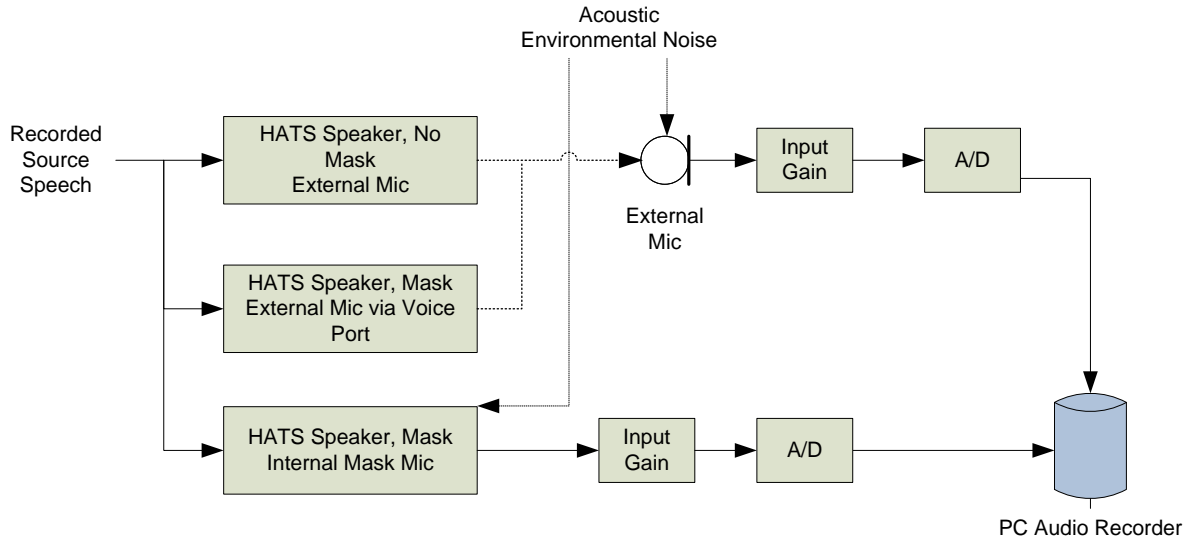 Acoustic
Environmental Noise
Recorded
Source
Speech
HATS Speaker, No
Mask
External Mic
Input
Gain
A/D
External
Mic
HATS Speaker, Mask
External Mic via Voice
Port
HATS Speaker, Mask
Internal Mask Mic
Input
Gain
A/D
PC Audio Recorder